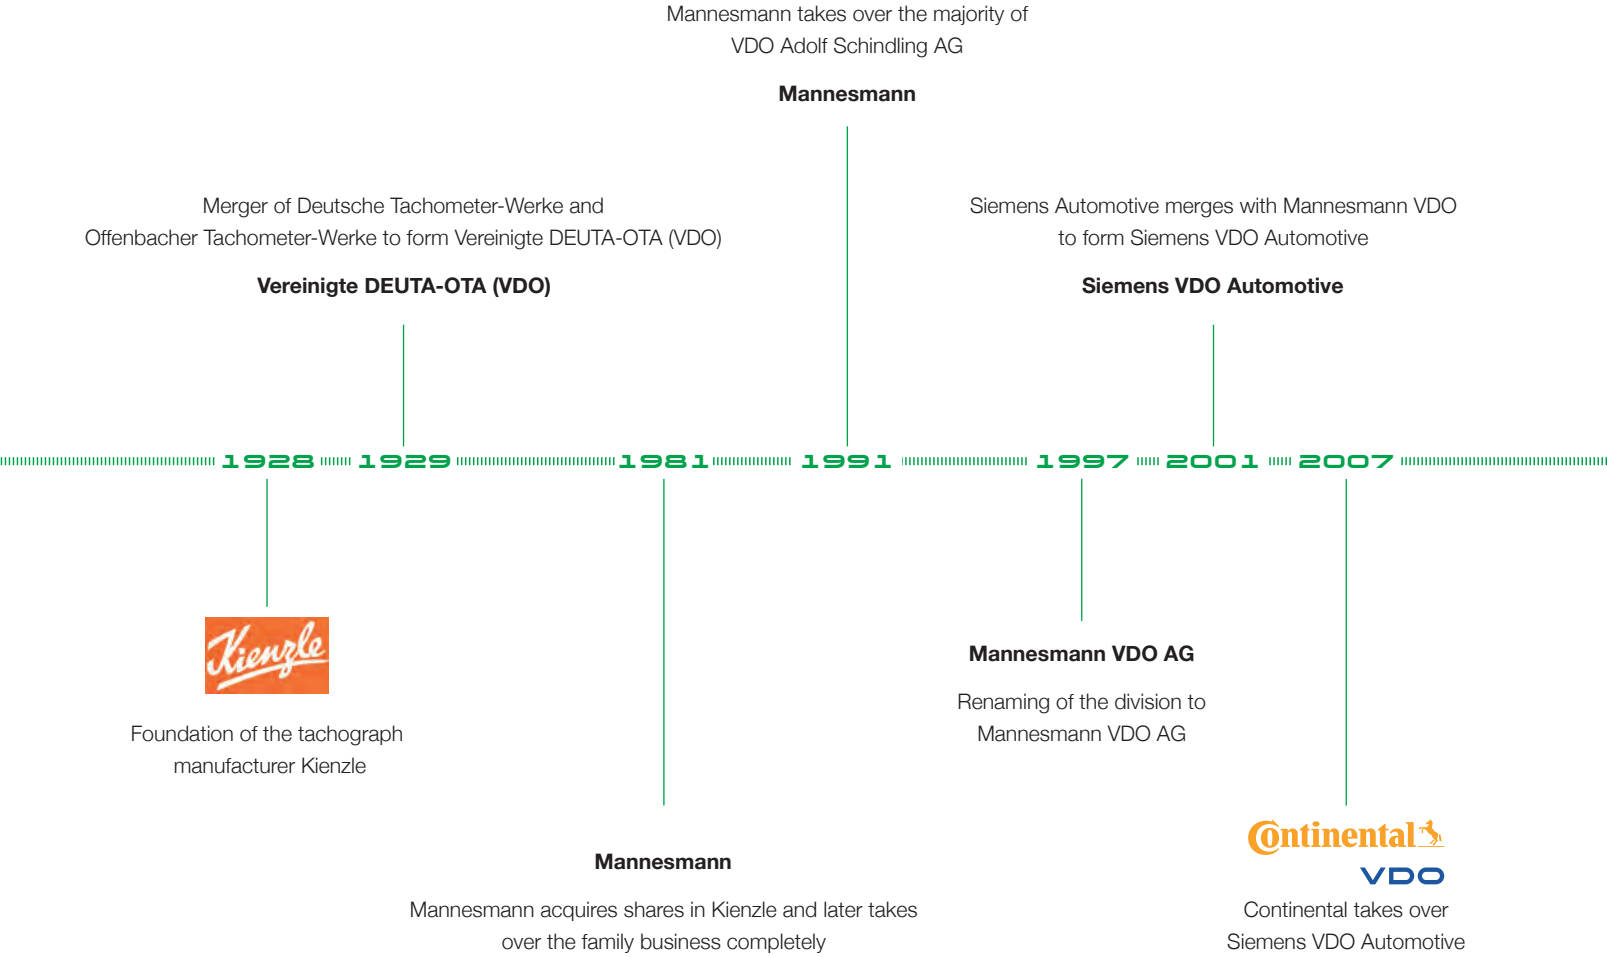 Mannesmann takes over the majority of
VDO Adolf Schindling AG
Mannesmann
Merger of Deutsche Tachometer-Werke and
Offenbacher Tachometer-Werke to form Vereinigte DEUTA-OTA (VDO)
Vereinigte DEUTA-OTA (VDO)
Siemens Automotive merges with Mannesmann VDO
to form Siemens VDO Automotive
Siemens VDO Automotive
1928 1929 1981 1991 1997 2001 2007
Kienzle
Foundation of the tachograph
manufacturer Kienzle
Mannesmann VDO AG
Renaming of the division to
Mannesmann VDO AG
Mannesmann
Mannesmann acquires shares in Kienzle and later takes
over the family business completely
Continental
VDO
Continental takes over
Siemens VDO Automotive